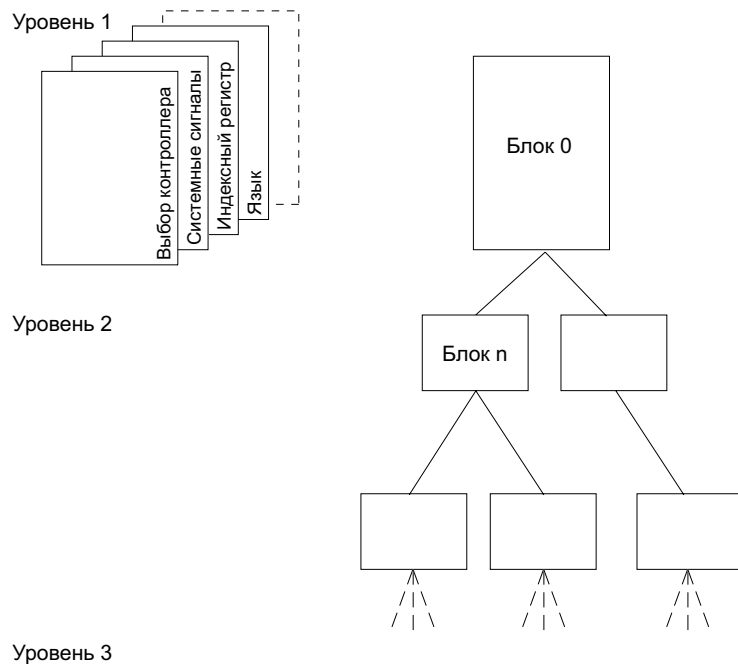 Уровень 1
Выбор контроллера
Системные сигналы
Индексный регистр
Язык
Блок 0
Уровень 2
Блок n
Уровень 3